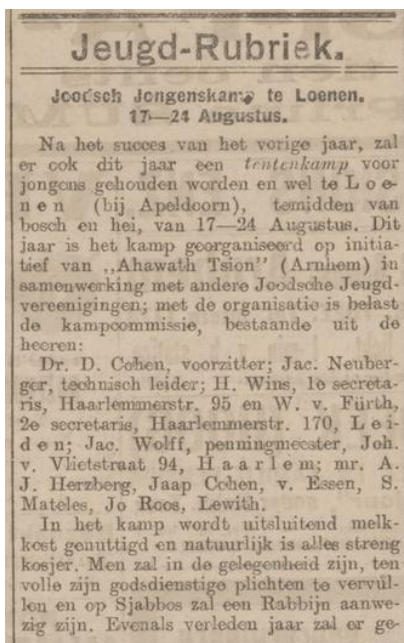 Jeugd-Rubriek.
Joodsch Jongenskamp te Loenen.
17—24 Augustus.
Na het succes van het vorige jaar, zal
er ook dit jaar een tentenkamp voor
jongens gehouden worden en wel te Loe-
nen (bij Apeldoorn), temidden van
bosch en hei, van 17—24 Augustus. Dit
jaar is het kamp georganiseerd op initia-
tief van „Ahawath Tsion” (Arnhem) in
samenwerking met andere Joodsche Jeugd-
vereenigingen; met de organisatie is belast
de kampcommissie, bestaande uit de
heeren:
Dr. D. Cohen, voorzitter; Jac. Neuber-
ger, technisch leider; H. Wins, 1e secreta-
ris, Haarlemmerstr. 95 en W. v. Fürth,
2e secretaris, Haarlemmerstr. 170, Lei-
den; Jac. Wolff, penningmeester, Joh.
v. Vlietstraat 94, Haarlem; mr. A.
J. Herzberg, Jaap Cohen, v. Essen, S.
Mateles, Jo Roos, Lewith.
In het kamp wordt uitsluitend melk-
kost genuttigd en natuurlijk is alles streng
kosjer. Men zal in de gelegenheid zijn, ten
volle zijn godsdienstige plichten te vervul-
len en op Sjabbos zal een Rabbijn aanwe-
zig zijn. Evenals verleden jaar zal er ge-